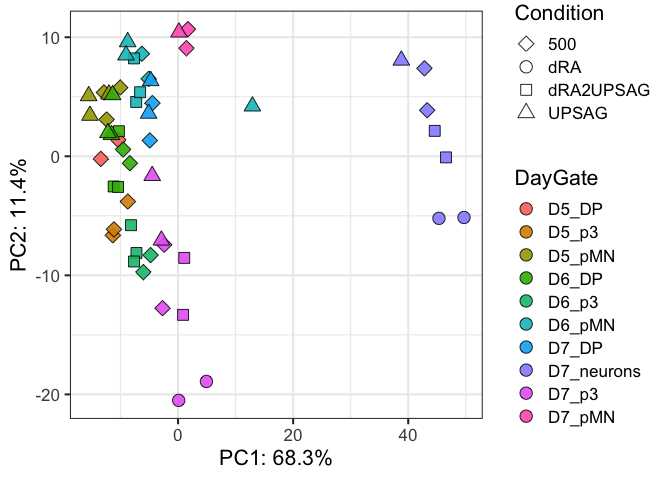 10
0
-10
-20
PC2: 11.4%
0
20
40
PC1: 68.3%
Condition
500
dRA
dRA2UPSAG
UPSAG
DayGate
D5_DP
D5_p3
D5_pMN
D6_DP
D6_p3
D6_pMN
D7_DP
D7_neurons
D7_p3
D7_pMN